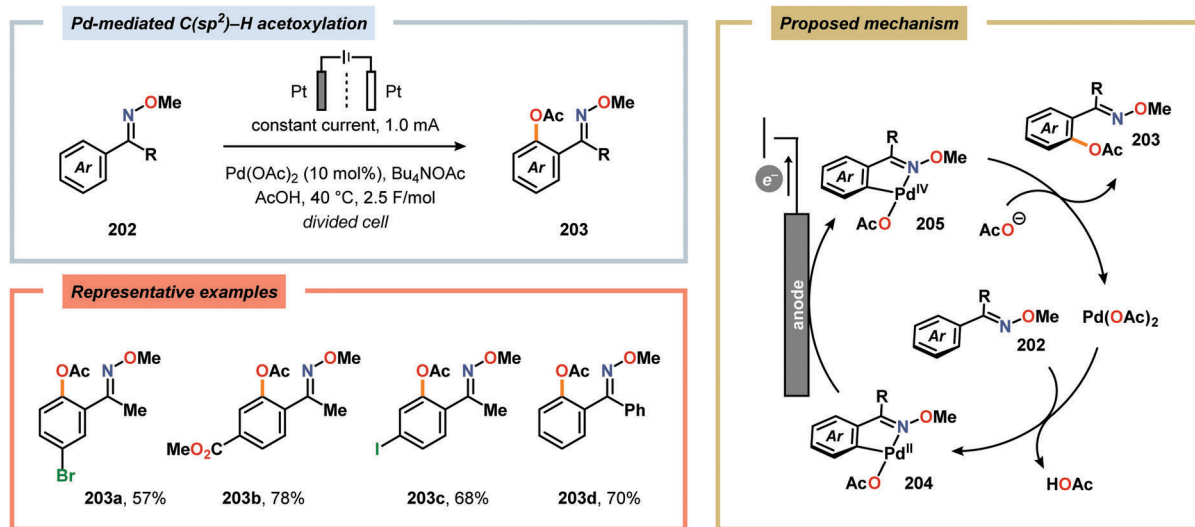 Pd-mediated C(sp²)–H acetoxylation
N
OMe
Ar
R
202
Pt
Pt
constant current, 1.0 mA
Pd(OAc)₂ (10 mol%), Bu₄NOAc
AcOH, 40 °C, 2.5 F/mol
divided cell
OAc
N
OMe
Ar
R
203
Representative examples
OAc
N
OMe
Me
Br
203a, 57%
OAc
N
OMe
Me
MeO₂C
203b, 78%
OAc
N
OMe
Me
I
203c, 68%
OAc
N
OMe
Ph
203d, 70%
Proposed mechanism
e⁻
anode
R
N
OMe
Ar
Pdᴵⱽ
AcO
205
R
N
OMe
Ar
OAc
203
AcO⊖
Pd(OAc)₂
R
N
OMe
Ar
202
HOAc
R
N
OMe
Ar
Pdᴵᴵ
AcO
204